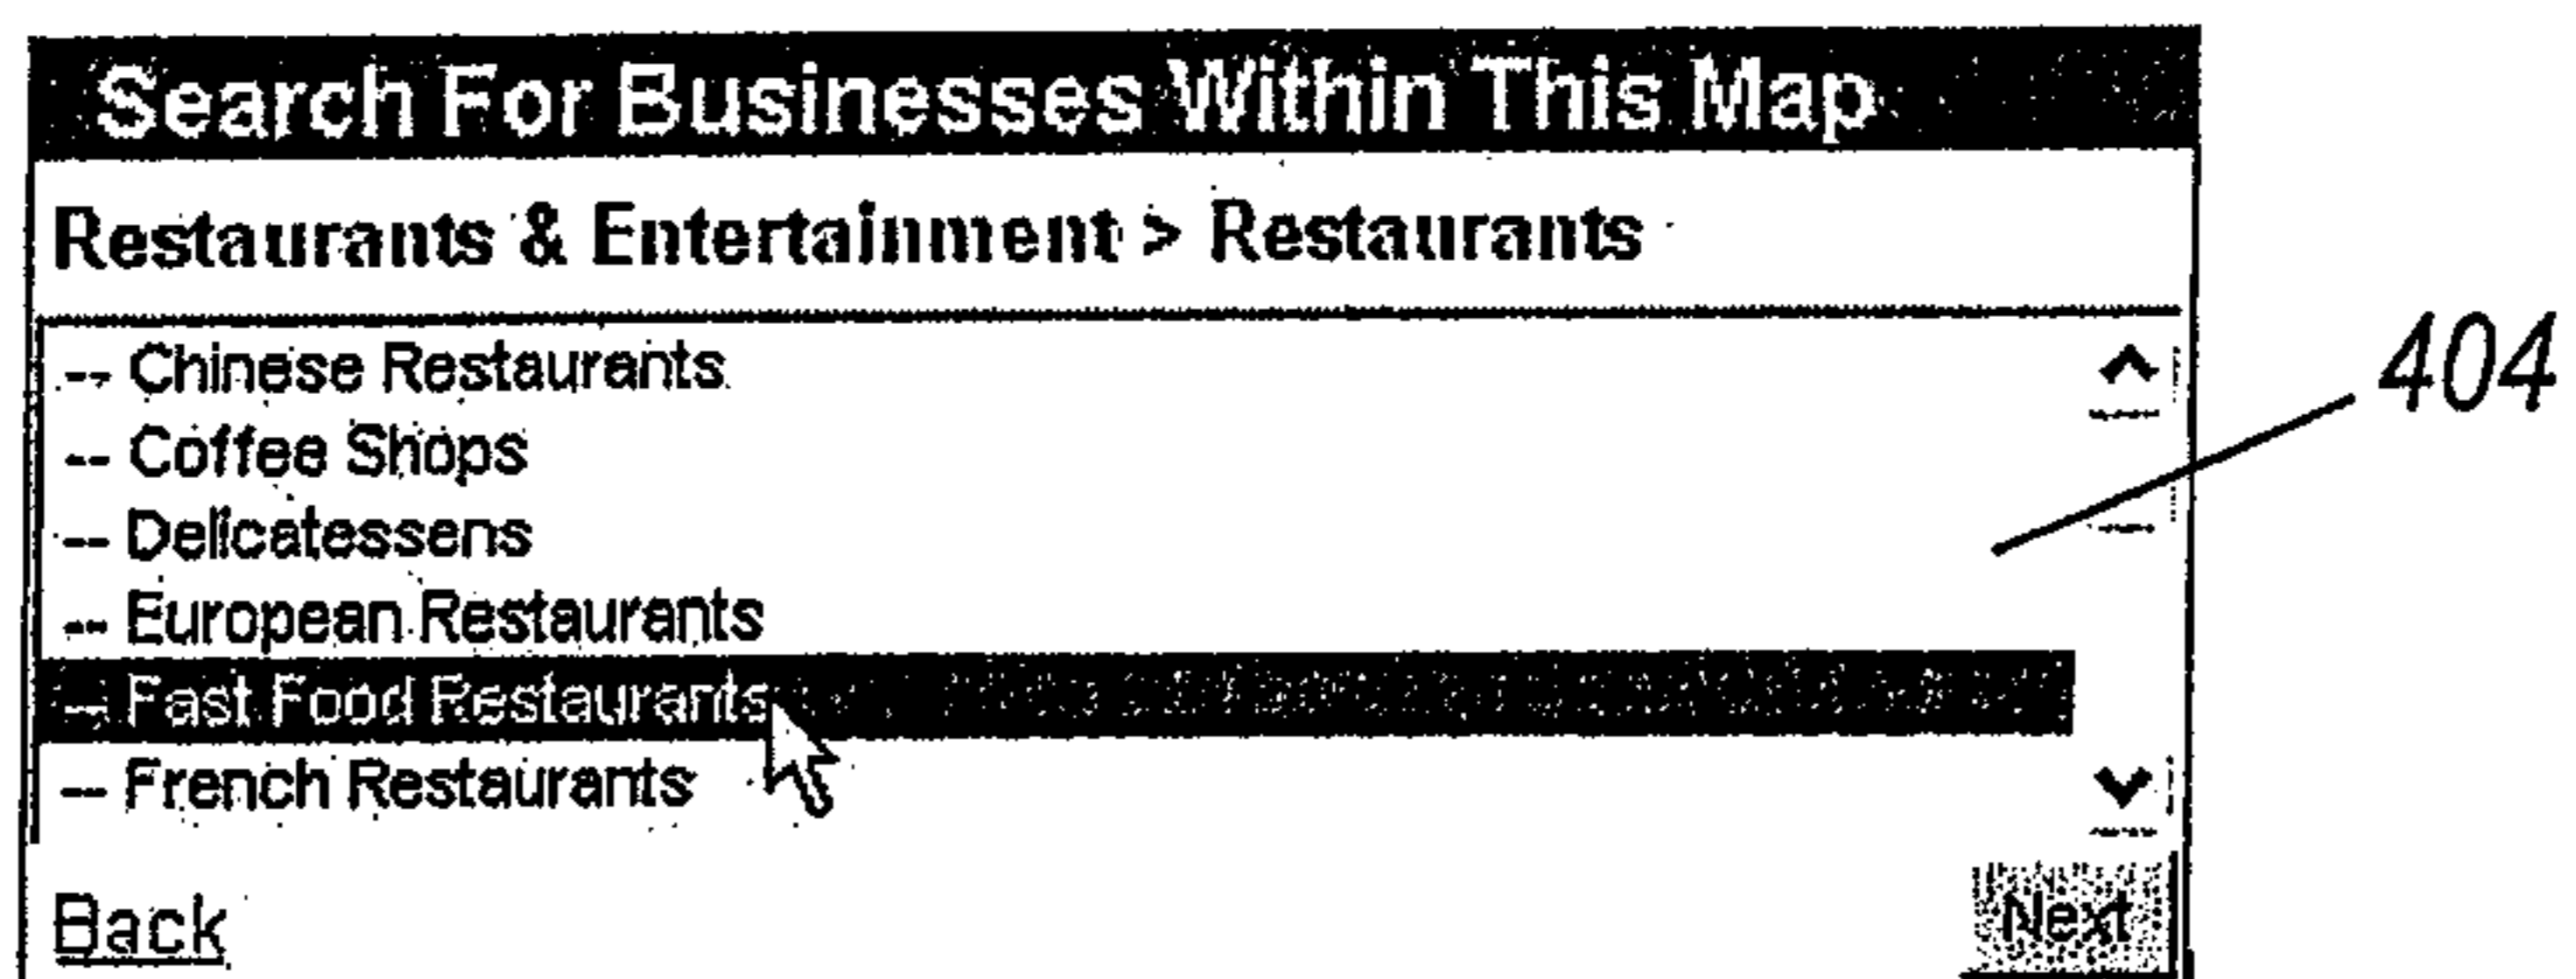 Search For Businesses Within This Map
Restaurants & Entertainment > Restaurants
-- Chinese Restaurants
404
-- Coffee Shops
-- Delicatessens
-- European Restaurants
-- Fast Food Restaurants
-- French Restaurants
Back Next